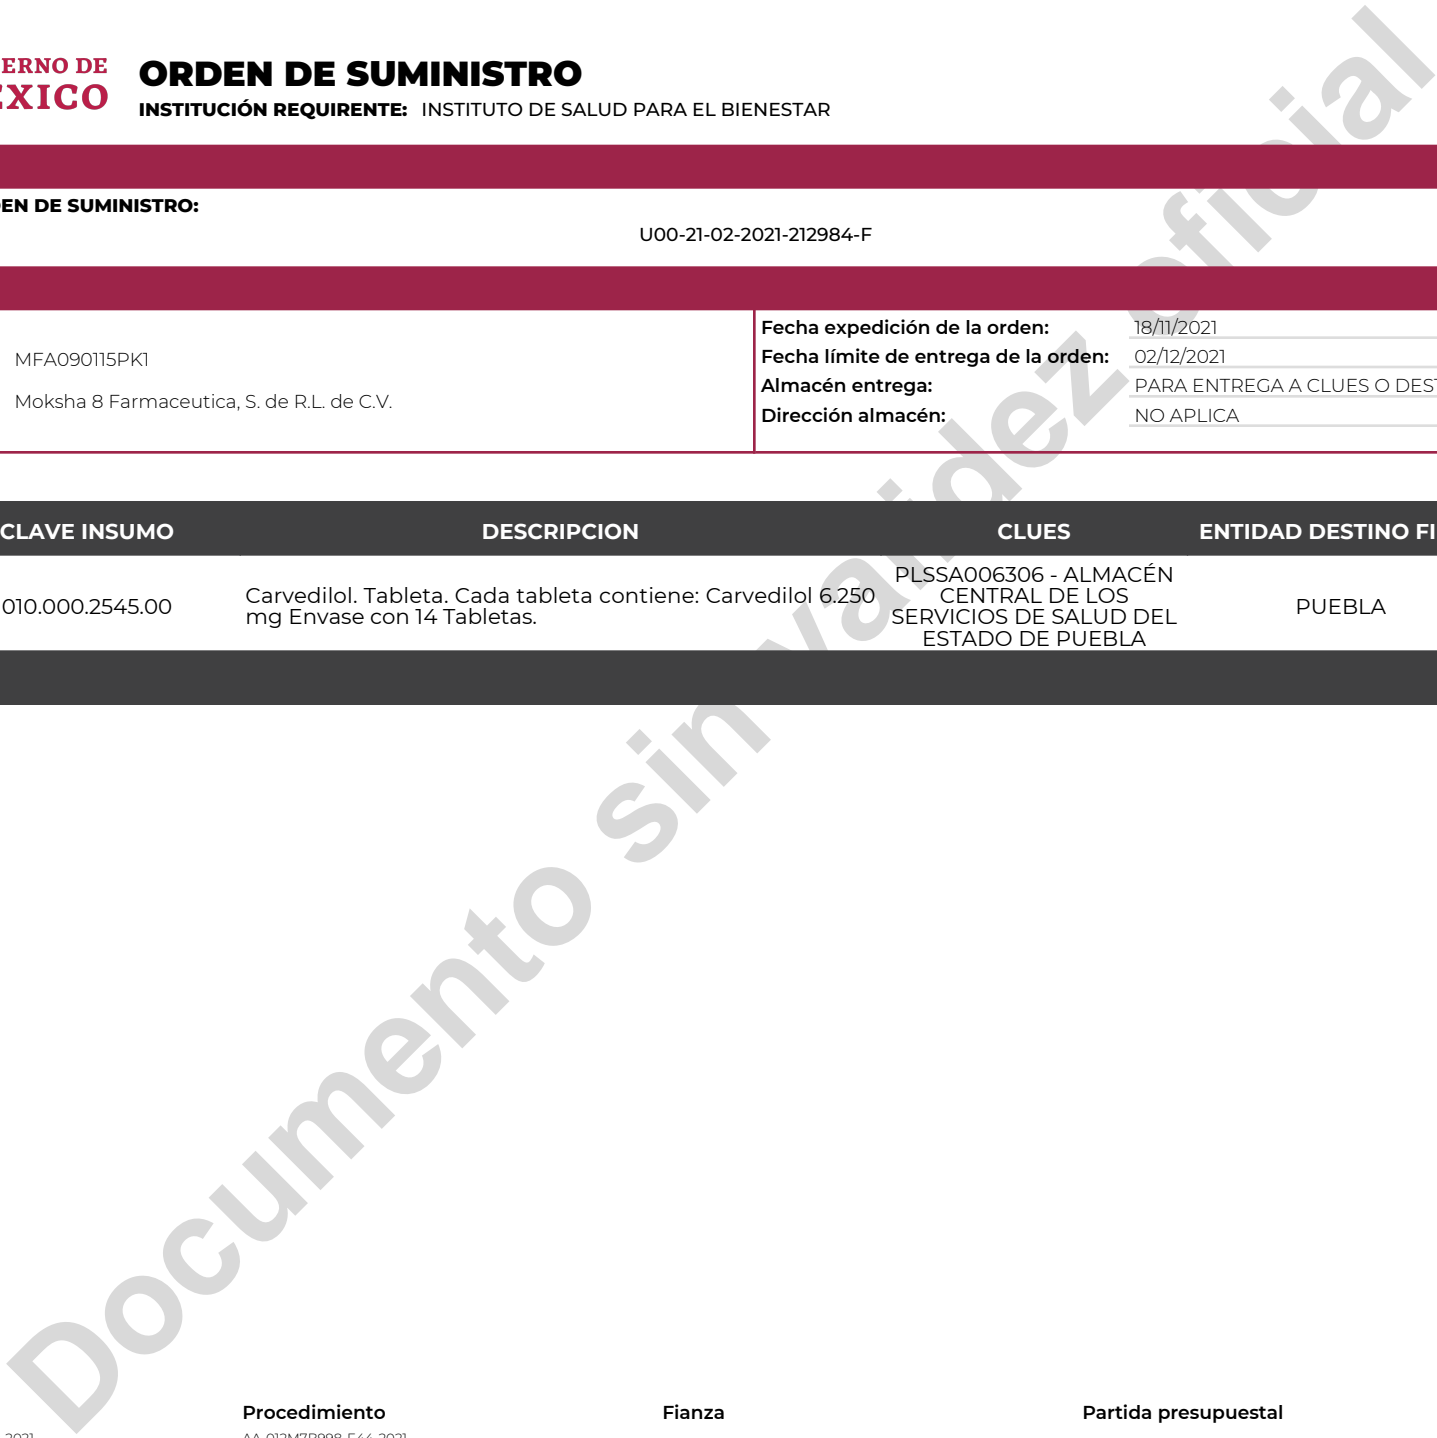 ERNO DE
EXICO
ORDEN DE SUMINISTRO
INSTITUCIÓN REQUIRENTE: INSTITUTO DE SALUD PARA EL BIENESTAR
EN DE SUMINISTRO:
U00-21-02-2021-212984-F
MFA090115PK1
Moksha 8 Farmaceutica, S. de R.L. de C.V.
Fecha expedición de la orden: 18/11/2021
Fecha límite de entrega de la orden: 02/12/2021
Almacén entrega: PARA ENTREGA A CLUES O DEST
Dirección almacén: NO APLICA
CLAVE INSUMO DESCRIPCION CLUES ENTIDAD DESTINO FI
010.000.2545.00
Carvedilol. Tableta. Cada tableta contiene: Carvedilol 6.250
mg Envase con 14 Tabletas.
PLSSA006306 - ALMACÉN
CENTRAL DE LOS
SERVICIOS DE SALUD DEL
ESTADO DE PUEBLA
PUEBLA
Documento sin validez oficial
Procedimiento Fianza Partida presupuestal